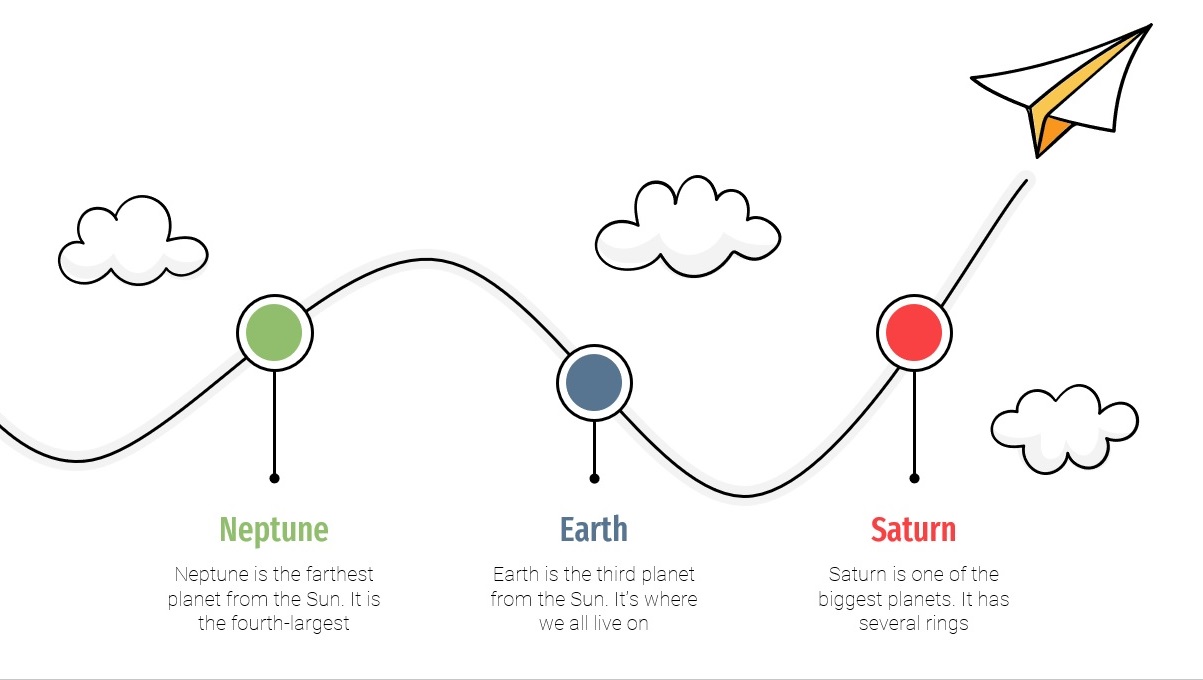 Neptune
Neptune is the farthest
planet from the Sun. It is
the fourth-largest
Earth
Earth is the third planet
from the Sun. It's where
we all live on
Saturn
Saturn is one of the
biggest planets. It has
several rings